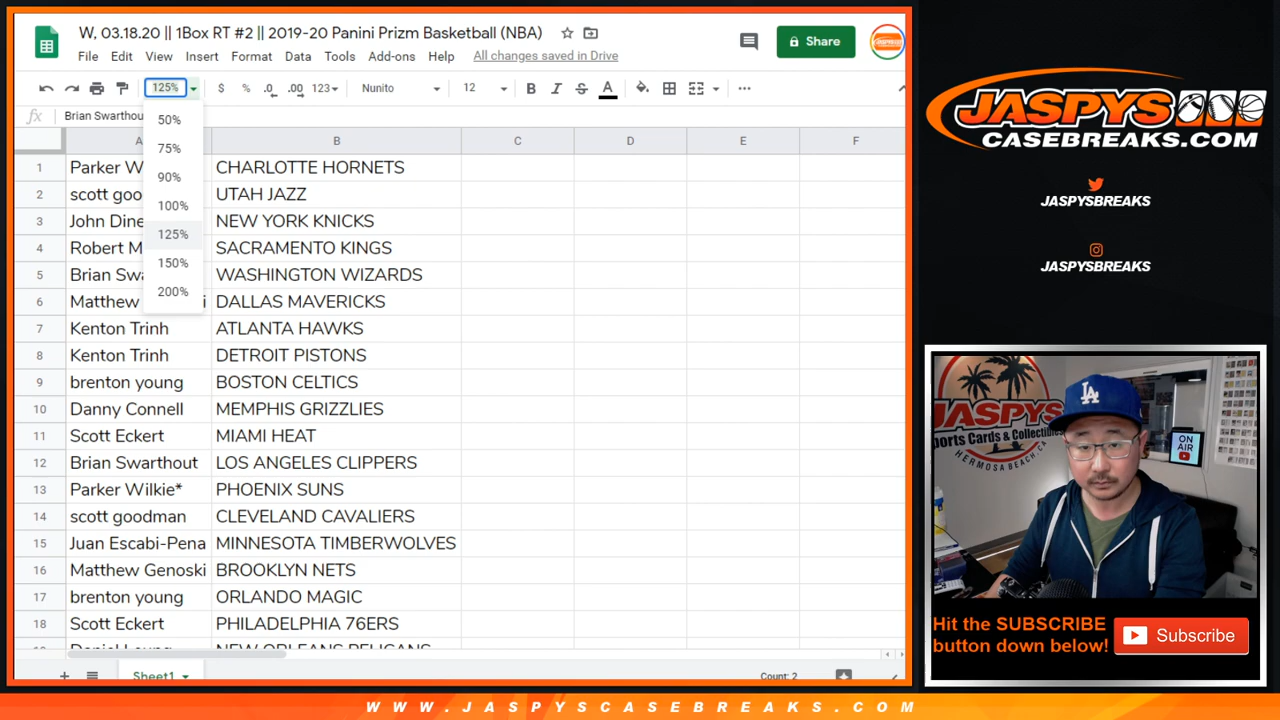 W, 03.18.20 || 1Box RT #2 || 2019-20 Panini Prizm Basketball (NBA)
File Edit View Insert Format Data Tools Add-ons Help All changes saved in Drive
Share
125% $ % .0 .00 123 Nunito 12 B I S A
fx Brian Swarthou
50%
75%
90%
100%
125%
150%
200%
A B C D E F
1 Parker W CHARLOTTE HORNETS
2 scott goo UTAH JAZZ
3 John Dine NEW YORK KNICKS
4 Robert M SACRAMENTO KINGS
5 Brian Swa WASHINGTON WIZARDS
6 Matthew i DALLAS MAVERICKS
7 Kenton Trinh ATLANTA HAWKS
8 Kenton Trinh DETROIT PISTONS
9 brenton young BOSTON CELTICS
10 Danny Connell MEMPHIS GRIZZLIES
11 Scott Eckert MIAMI HEAT
12 Brian Swarthout LOS ANGELES CLIPPERS
13 Parker Wilkie* PHOENIX SUNS
14 scott goodman CLEVELAND CAVALIERS
15 Juan Escabi-Pena MINNESOTA TIMBERWOLVES
16 Matthew Genoski BROOKLYN NETS
17 brenton young ORLANDO MAGIC
18 Scott Eckert PHILADELPHIA 76ERS
NEW ORLEANS PELICANS
Sheet1
Count: 2
JASPYS
CASEBREAKS.COM
JASPYSBREAKS
JASPYSBREAKS
JASPYS
Sports Cards & Collectibles
HERMOSA BEACH, CA
LA
ON
AIR
Hit the SUBSCRIBE
button down below!
Subscribe
WWW.JASPYSCASEBREAKS.COM